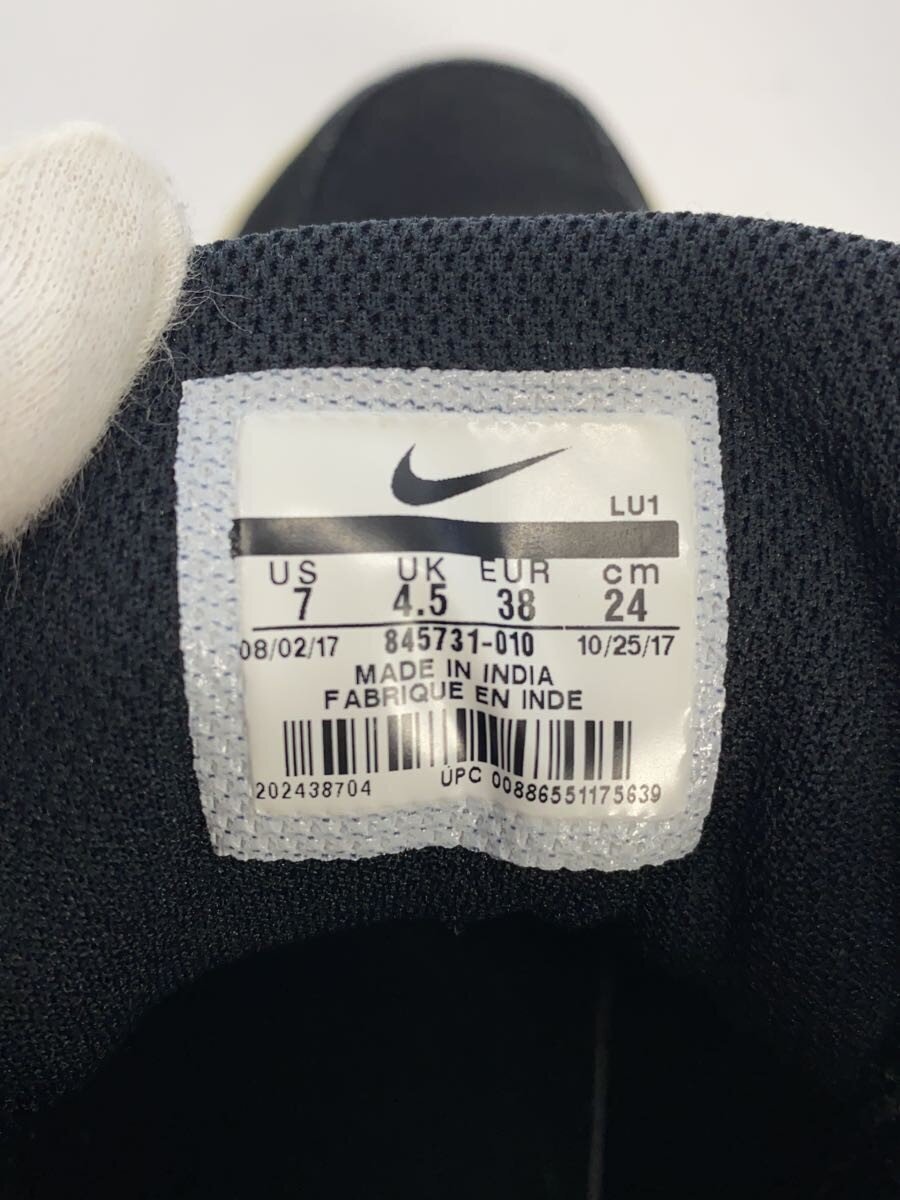 LU1
US UK EUR cm
7 4.5 38 24
08/02/17 845731-010 10/25/17
MADE IN INDIA
FABRIQUE EN INDE
202438704 UPC 00886551175639